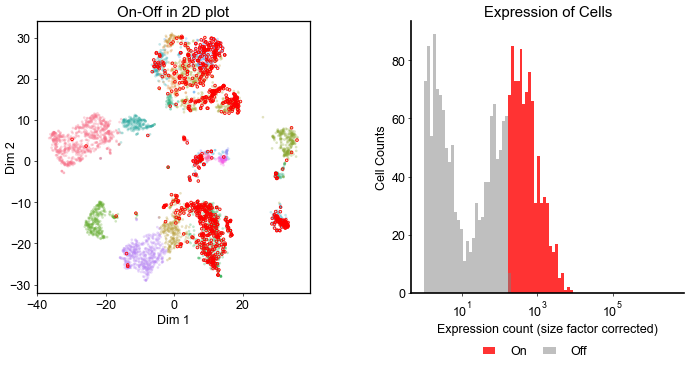 On-Off in 2D plot
Dim 2
30
20
10
0
−10
−20
−30
−40
−20
0
20
Dim 1
Expression of Cells
Cell Counts
80
60
40
20
0
10^1
10^3
10^5
Expression count (size factor corrected)
On Off